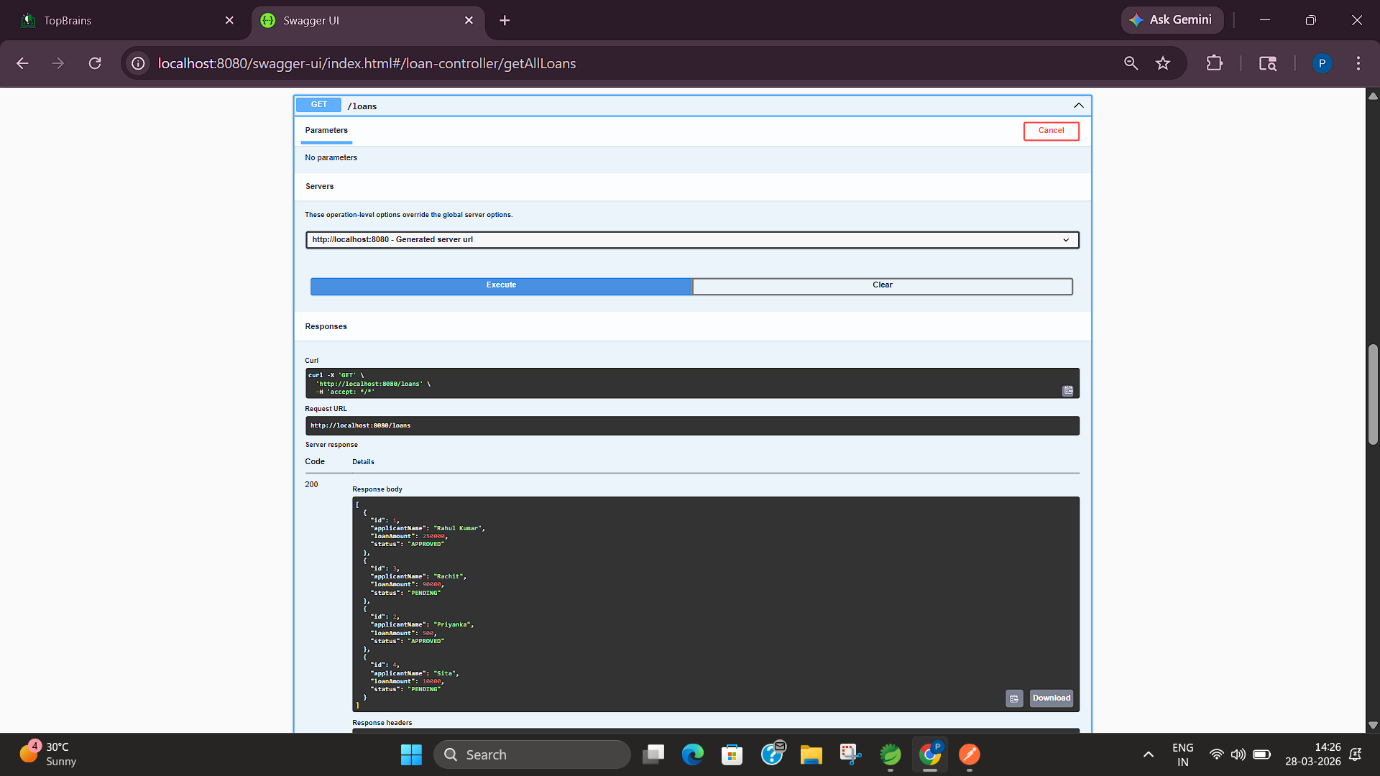 TopBrains
Swagger UI
Ask Gemini
localhost:8080/swagger-ui/index.html#/loan-controller/getAllLoans
P
GET /loans
Parameters
Cancel
No parameters
Servers
These operation-level options override the global server options.
http://localhost:8080 - Generated server url
Execute
Clear
Responses
Curl
curl -X 'GET' \
'http://localhost:8080/loans' \
-H 'accept: */*'
Request URL
http://localhost:8080/loans
Server response
Code Details
200
Response body
[
{
"id": 1,
"applicantName": "Rahul Kumar",
"loanAmount": 250000,
"status": "APPROVED"
},
{
"id": 3,
"applicantName": "Rachit",
"loanAmount": 90000,
"status": "PENDING"
},
{
"id": 2,
"applicantName": "Priyanka",
"loanAmount": 500,
"status": "APPROVED"
},
{
"id": 4,
"applicantName": "Sita",
"loanAmount": 10000,
"status": "PENDING"
}
]
Download
Response headers
4
30°C
Sunny
Search
P
ENG
IN
14:26
28-03-2026